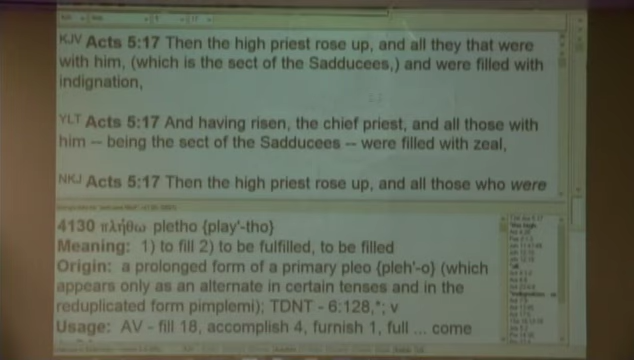 KJV Acts 5:17 Then the high priest rose up, and all they that were
with him, (which is the sect of the Sadducees,) and were filled with
indignation,
YLT Acts 5:17 And having risen, the chief priest, and all those with
him -- being the sect of the Sadducees -- were filled with zeal,
NKJ Acts 5:17 Then the high priest rose up, and all those who were
4130 πλήθω pletho {play'-tho}
Meaning: 1) to fill 2) to be fulfilled, to be filled
Origin: a prolonged form of a primary pleo {pleh'-o} (which
appears only as an alternate in certain tenses and in the
reduplicated form pimplemi); TDNT - 6:128,*; v
Usage: AV - fill 18, accomplish 4, furnish 1, full ... come